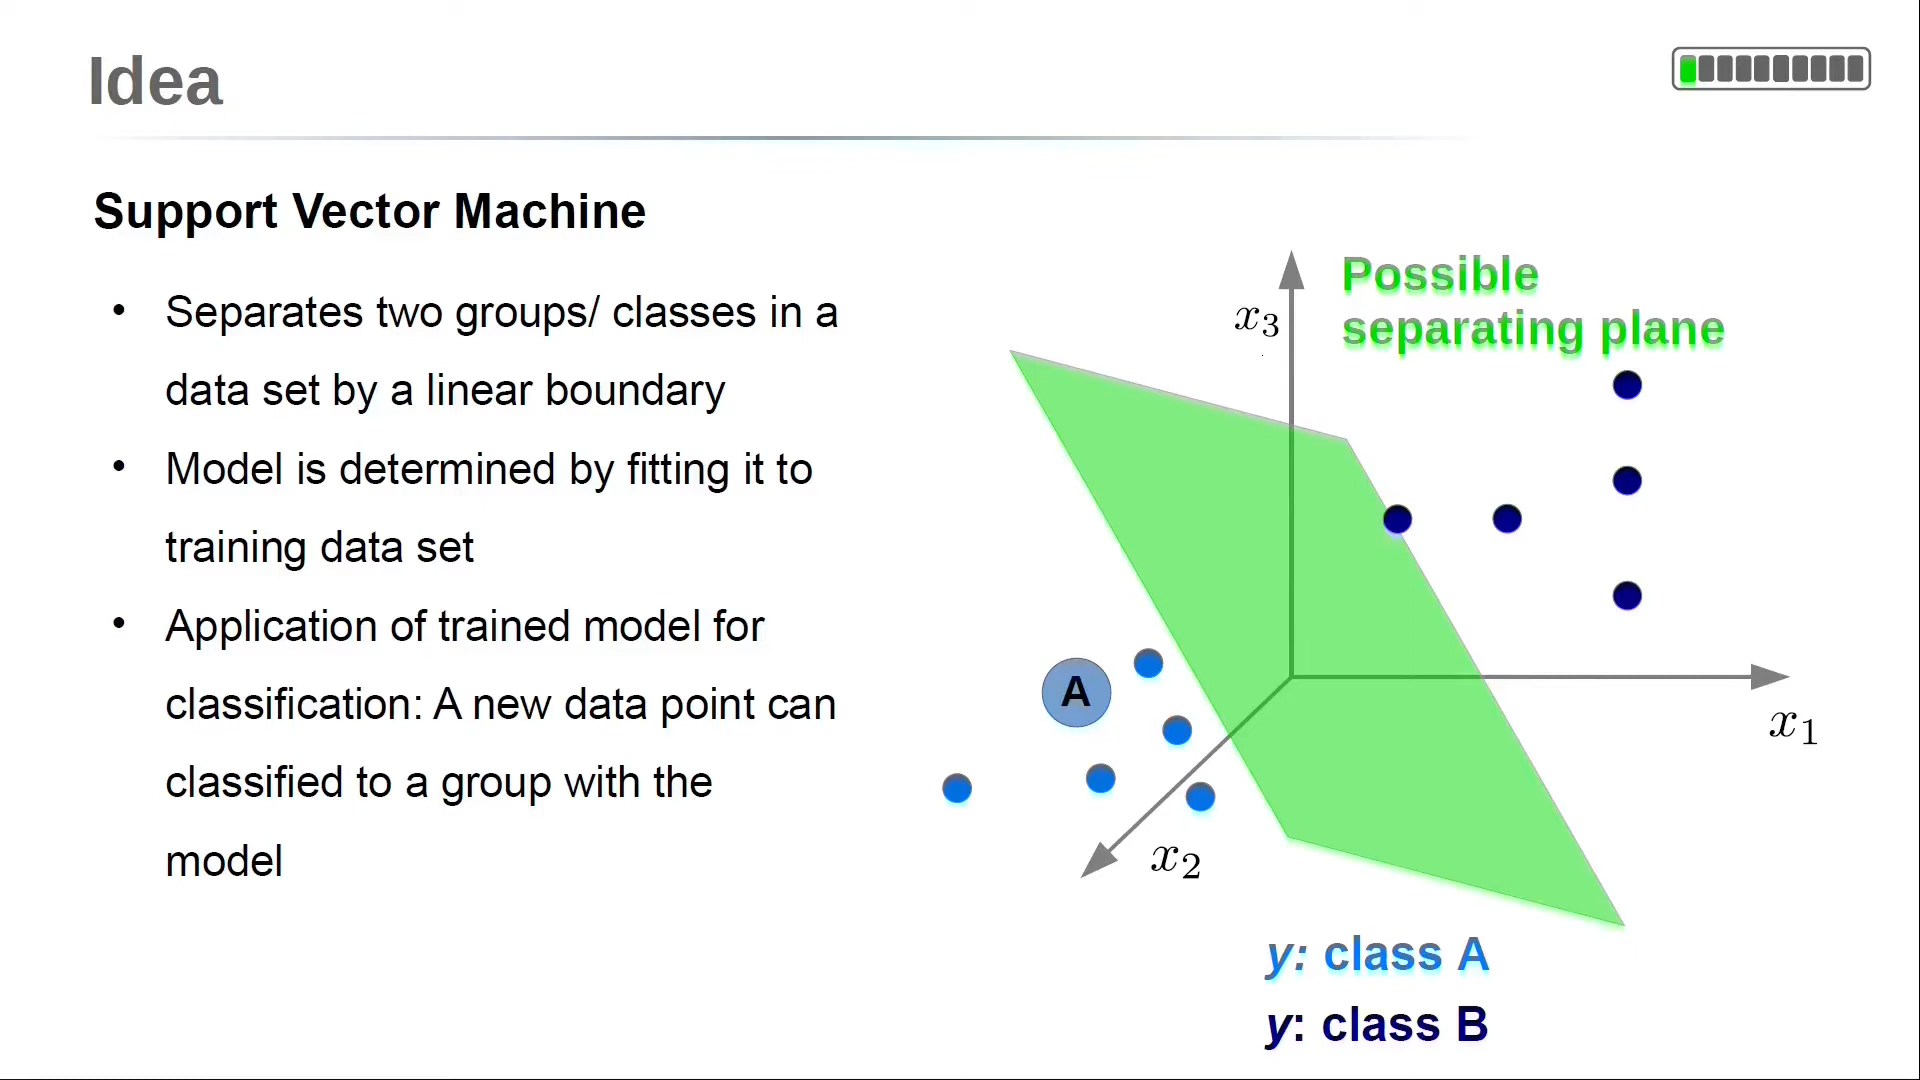 Idea
Support Vector Machine
• Separates two groups/ classes in a
data set by a linear boundary
• Model is determined by fitting it to
training data set
• Application of trained model for
classification: A new data point can
classified to a group with the
model
Possible
separating plane
x₃
A
x₁
x₂
y: class A
y: class B